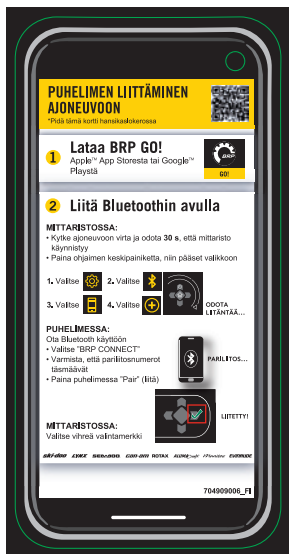 PUHELIMEN LIITTÄMINEN
AJONEUVOON
*Pidä tämä kortti hansikaslokerossa
1 Lataa BRP GO!
Apple™ App Storesta tai Google™
Playstä
BRP
GO!
2 Liitä Bluetoothin avulla
MITTARISTOSSA:
• Kytke ajoneuvoon virta ja odota 30 s, että mittaristo
käynnistyy
• Paina ohjaimen keskipainiketta, niin pääset valikkoon
1. Valitse 2. Valitse
3. Valitse 4. Valitse
ODOTA
LIITÄNTÄÄ...
PUHELIMESSA:
Ota Bluetooth käyttöön
• Valitse "BRP CONNECT"
• Varmista, että pariliitosnumerot
täsmäävät
• Paina puhelimessa "Pair" (liitä)
PARILIITOS...
LIITETTY!
MITTARISTOSSA:
Valitse vihreä valintamerkki
ski-doo LYNX SEA-DOO can-am ROTAX ALUMACRAFT Manitou EVINRUDE
704909006_FI